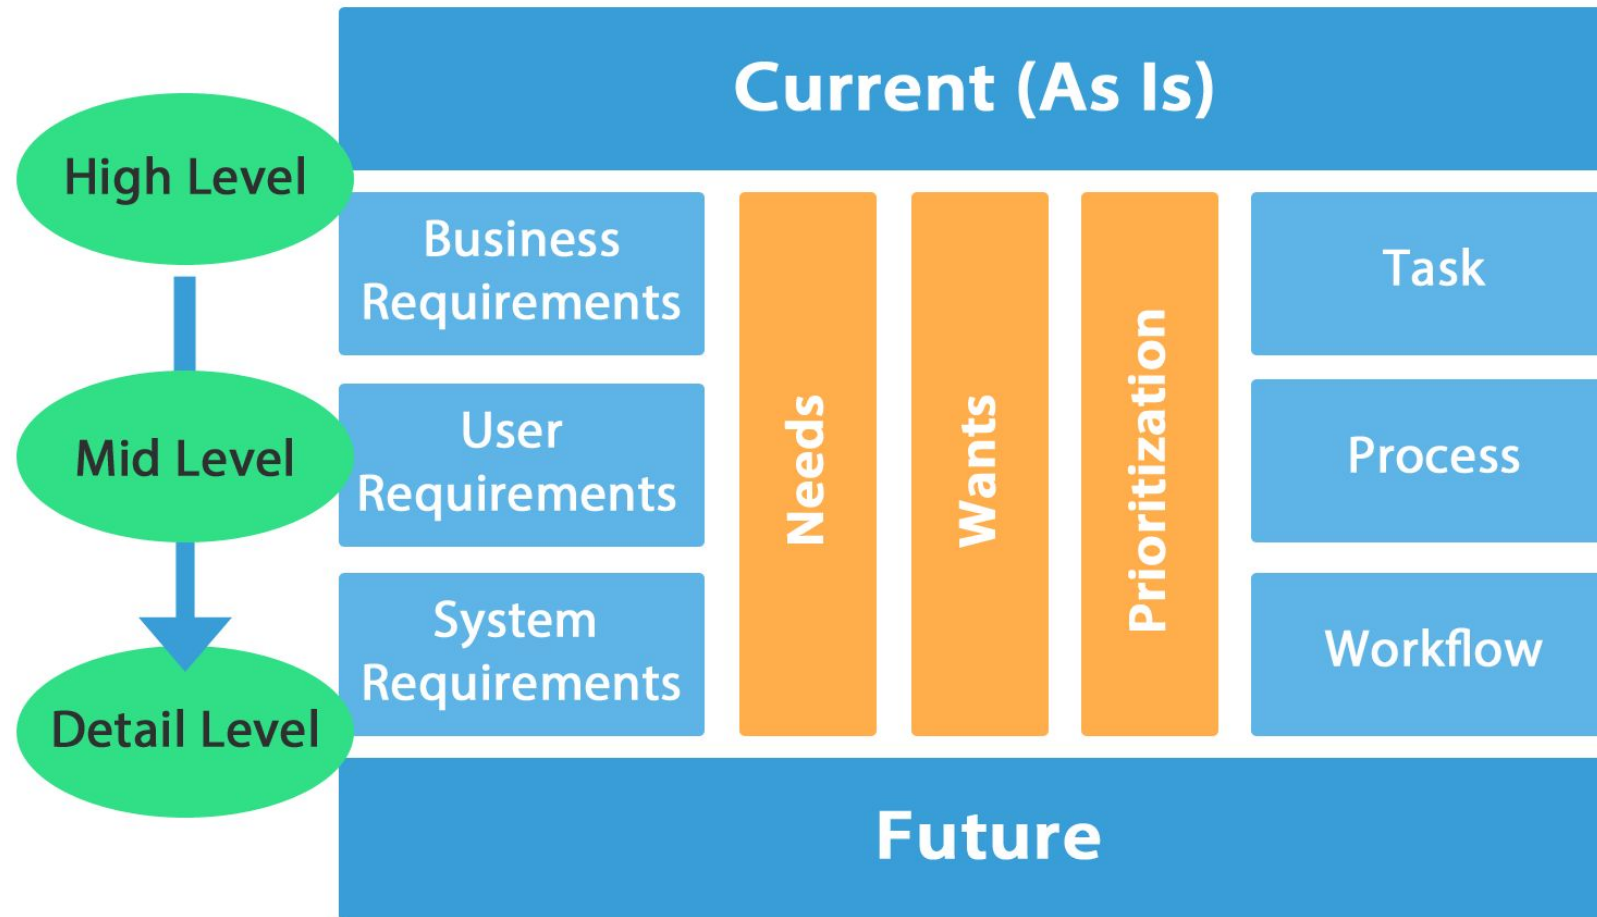 Current (As Is)
High Level
Business
Requirements
Task
Mid Level
User
Requirements
Needs
Wants
Prioritization
Process
System
Requirements
Workflow
Detail Level
Future